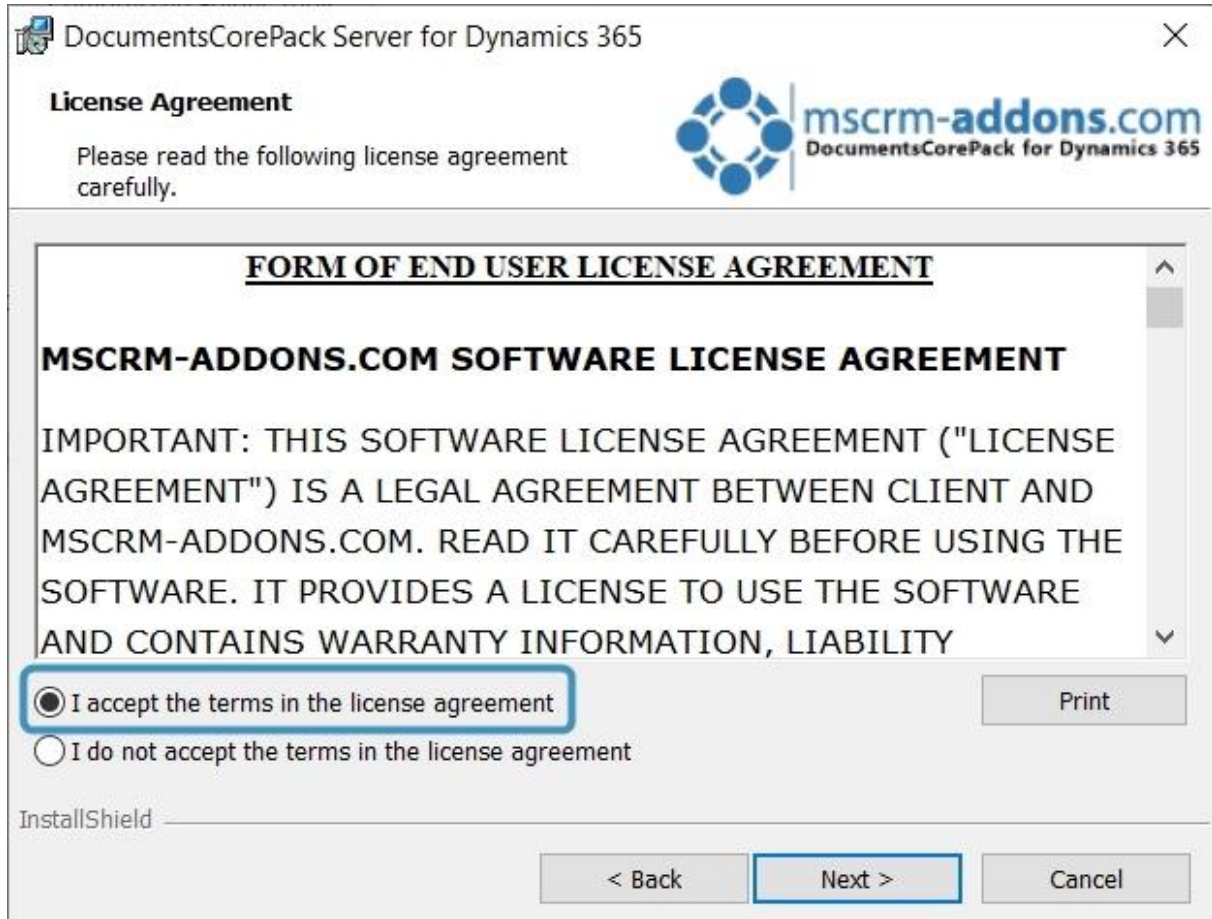 DocumentsCorePack Server for Dynamics 365
License Agreement
Please read the following license agreement
carefully.
mscrm-addons.com
DocumentsCorePack for Dynamics 365
FORM OF END USER LICENSE AGREEMENT
MSCRM-ADDONS.COM SOFTWARE LICENSE AGREEMENT
IMPORTANT: THIS SOFTWARE LICENSE AGREEMENT ("LICENSE
AGREEMENT") IS A LEGAL AGREEMENT BETWEEN CLIENT AND
MSCRM-ADDONS.COM. READ IT CAREFULLY BEFORE USING THE
SOFTWARE. IT PROVIDES A LICENSE TO USE THE SOFTWARE
AND CONTAINS WARRANTY INFORMATION, LIABILITY
I accept the terms in the license agreement
Print
I do not accept the terms in the license agreement
InstallShield
< Back
Next >
Cancel